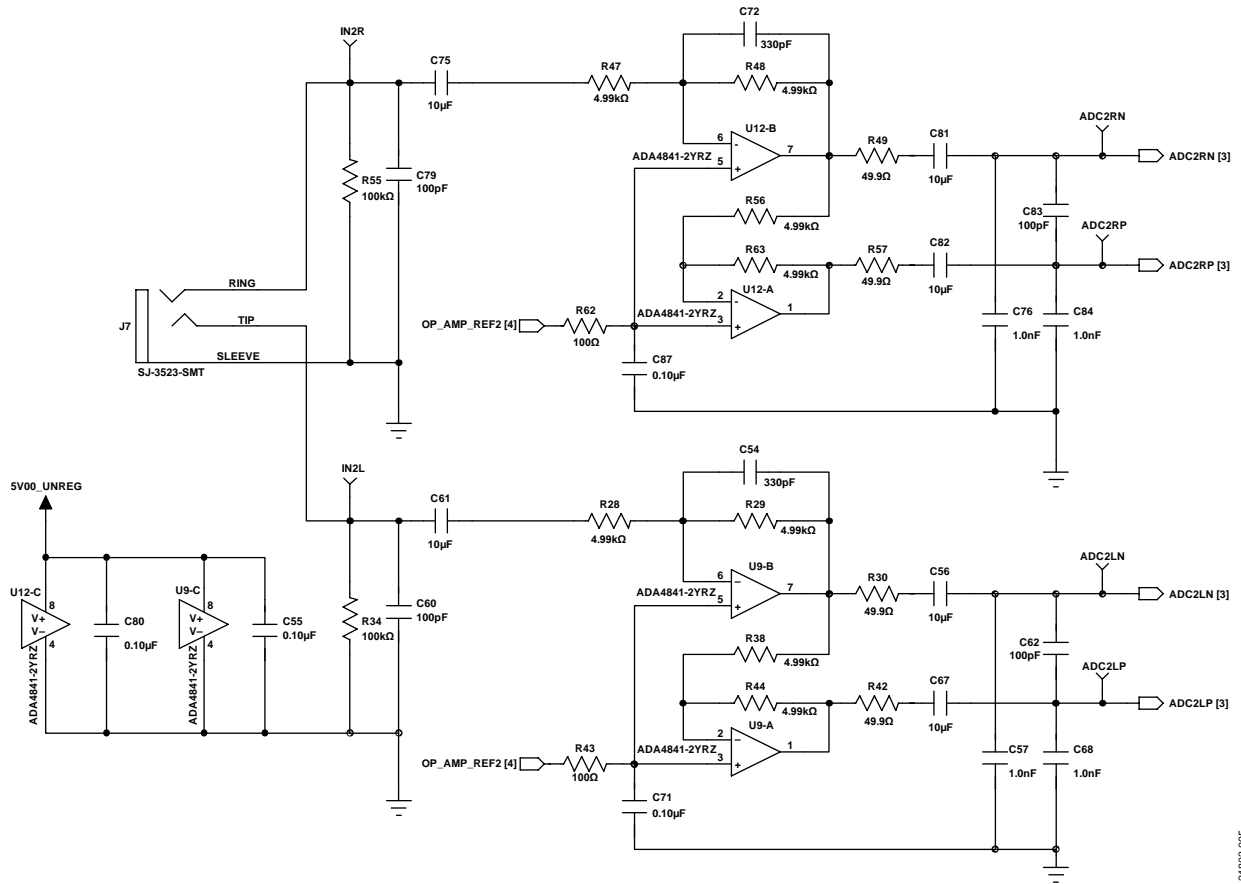 C72
330pF
IN2R
C75
10µF
R47
4.99kΩ
R48
4.99kΩ
U12-B
6
-
7
ADA4841-2YRZ
5
+
R49
49.9Ω
C81
10µF
ADC2RN
ADC2RN [3]
R55
100kΩ
C79
100pF
R56
4.99kΩ
C83
100pF
ADC2RP
R63
4.99kΩ
R57
49.9Ω
C82
10µF
ADC2RP [3]
RING
U12-A
2
-
1
ADA4841-2YRZ
3
+
J7
TIP
OP_AMP_REF2 [4]
R62
100Ω
C76
1.0nF
C84
1.0nF
SLEEVE
SJ-3523-SMT
C87
0.10µF
C54
330pF
IN2L
5V00_UNREG
C61
10µF
R28
4.99kΩ
R29
4.99kΩ
U9-B
6
–
7
ADA4841-2YRZ
5
+
R30
49.9Ω
C56
10µF
ADC2LN
ADC2LN [3]
U12-C
8
V+
V–
4
ADA4841-2YRZ
C80
0.10µF
U9-C
8
V+
V–
4
ADA4841-2YRZ
C55
0.10µF
R34
100kΩ
C60
100pF
R38
4.99kΩ
C62
100pF
ADC2LP
R44
4.99kΩ
R42
49.9Ω
C67
10µF
ADC2LP [3]
U9-A
2
–
1
ADA4841-2YRZ
3
+
OP_AMP_REF2 [4]
R43
100Ω
C57
1.0nF
C68
1.0nF
C71
0.10µF